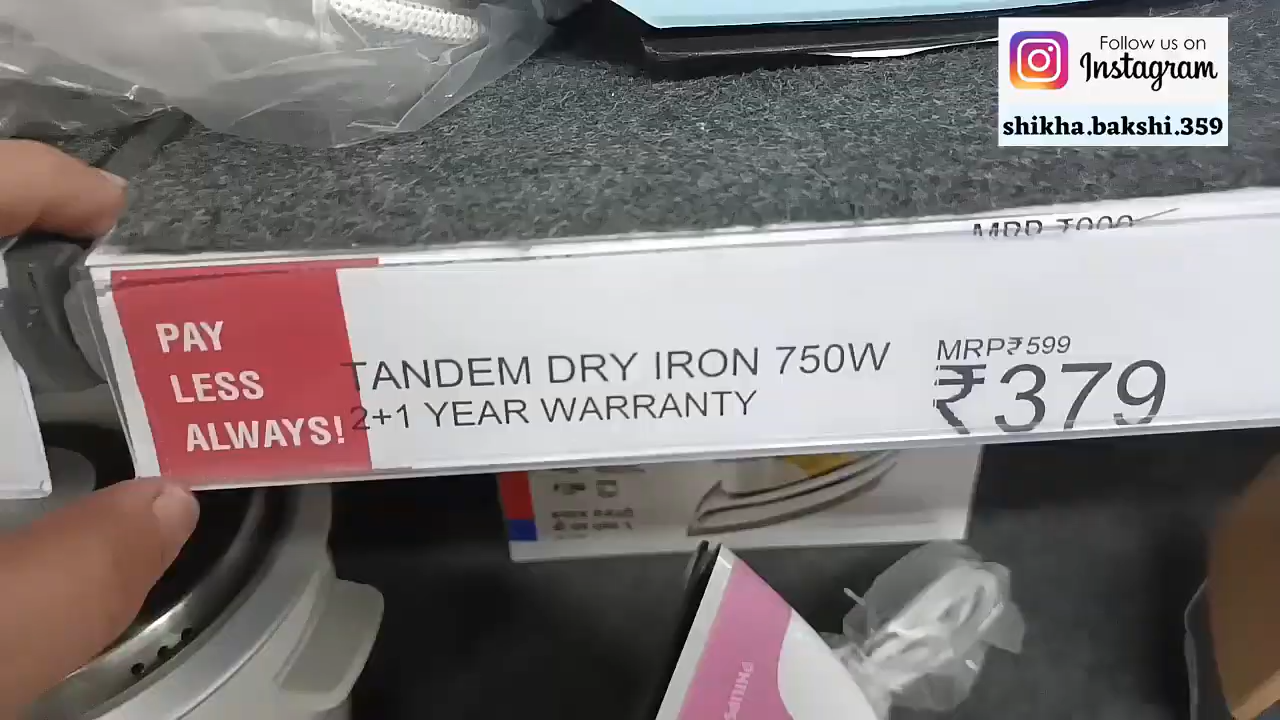 Follow us on
Instagram
shikha.bakshi.359
PAY
LESS
ALWAYS!
TANDEM DRY IRON 750W
2+1 YEAR WARRANTY
MRP₹599
₹379
PHILIPS